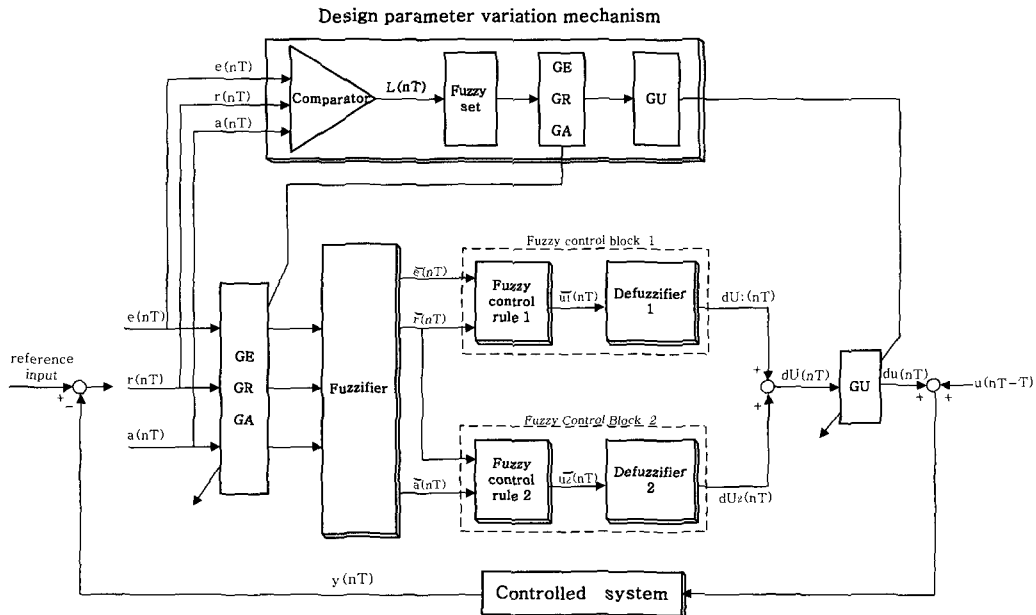 Design parameter variation mechanism
e(nT)
r(nT)
a(nT)
Comparator
L(nT)
Fuzzy
set
GE
GR
GA
GU
Fuzzy control block 1
e̅(nT)
r̅(nT)
Fuzzy
control
rule 1
u̅1(nT)
Defuzzifier
1
dU1(nT)
e(nT)
reference
input
+
−
r(nT)
a(nT)
GE
GR
GA
Fuzzifier
+
+
dU(nT)
GU
du(nT)
+
+
u(nT-T)
Fuzzy Control Block 2
a̅(nT)
Fuzzy
control
rule 2
u̅2(nT)
Defuzzifier
2
dU2(nT)
y(nT)
Controlled system